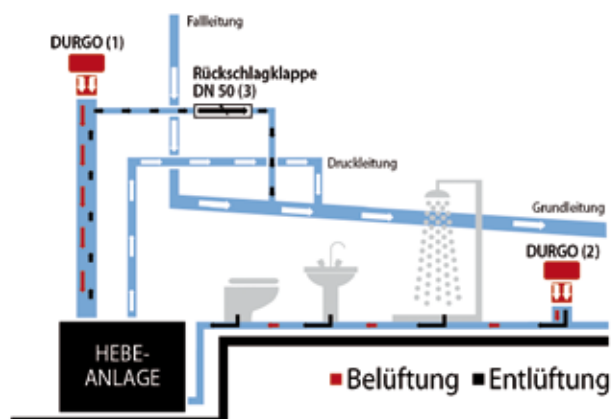 Fallleitung
DURGO (1)
Rückschlagklappe
DN 50 (3)
Druckleitung
Grundleitung
DURGO (2)
HEBE-
ANLAGE
Belüftung Entlüftung